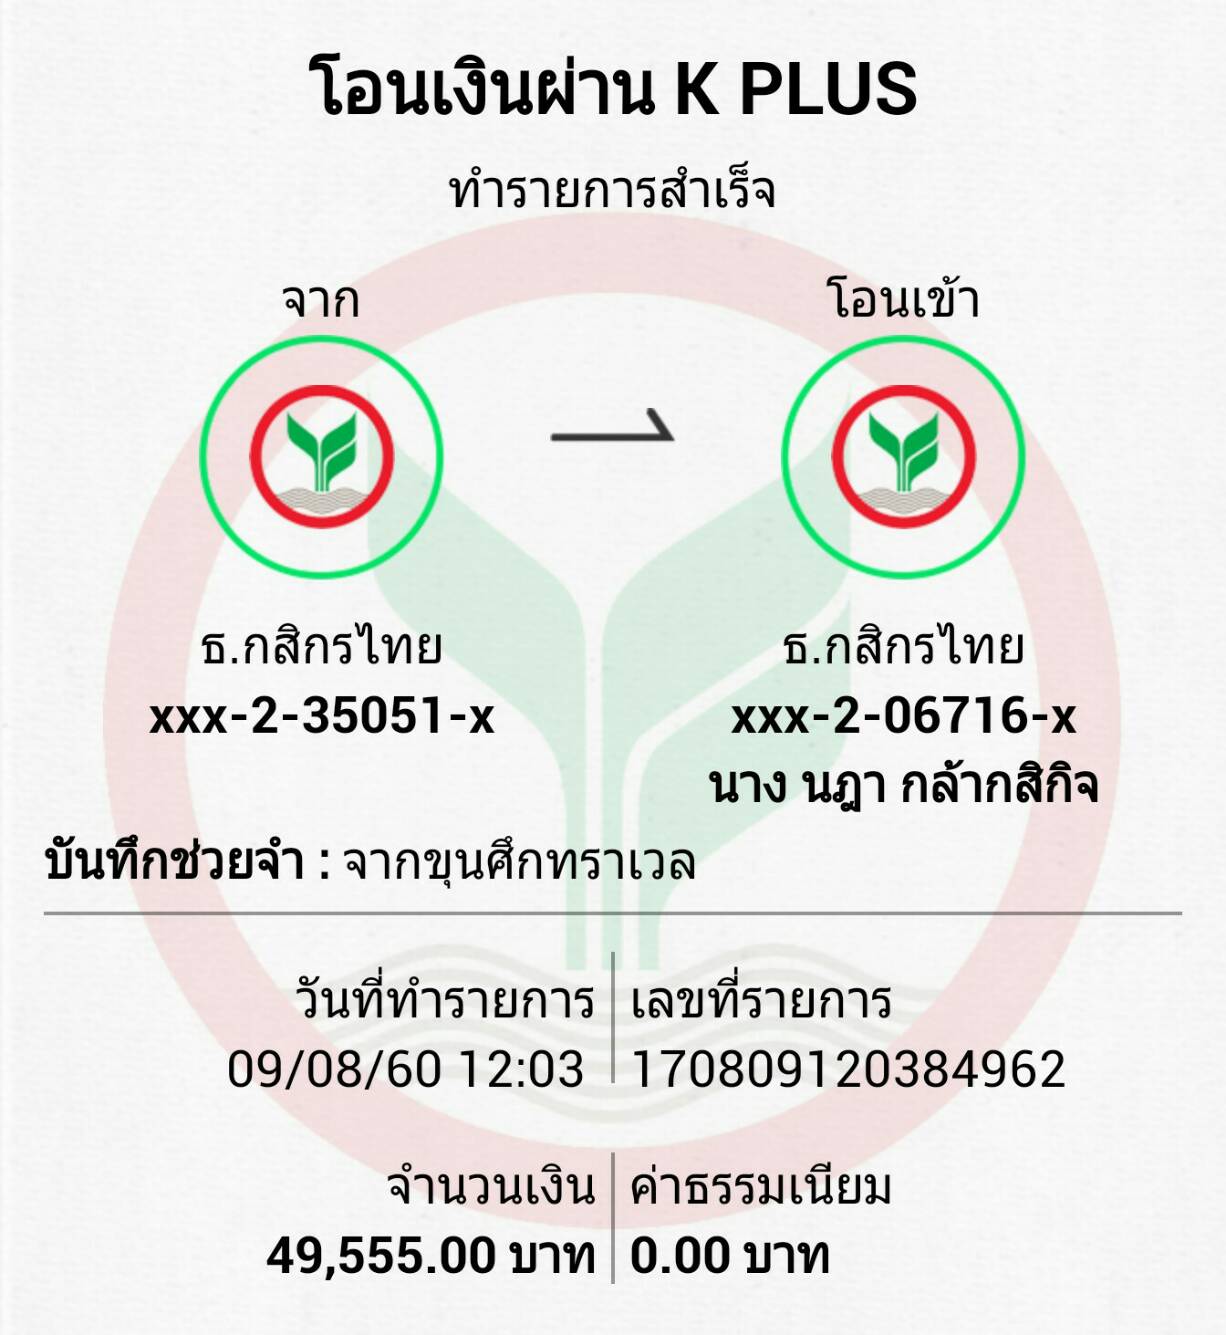 โอนเงินผ่าน K PLUS
ทำรายการสำเร็จ
จาก
โอนเข้า
ธ.กสิกรไทย
xxx-2-35051-x
ธ.กสิกรไทย
xxx-2-06716-x
นาง นฎา กล้ากสิกิจ
บันทึกช่วยจำ : จากขุนศึกทราเวล
วันที่ทำรายการ
09/08/60 12:03
เลขที่รายการ
170809120384962
จำนวนเงิน
49,555.00 บาท
ค่าธรรมเนียม
0.00 บาท